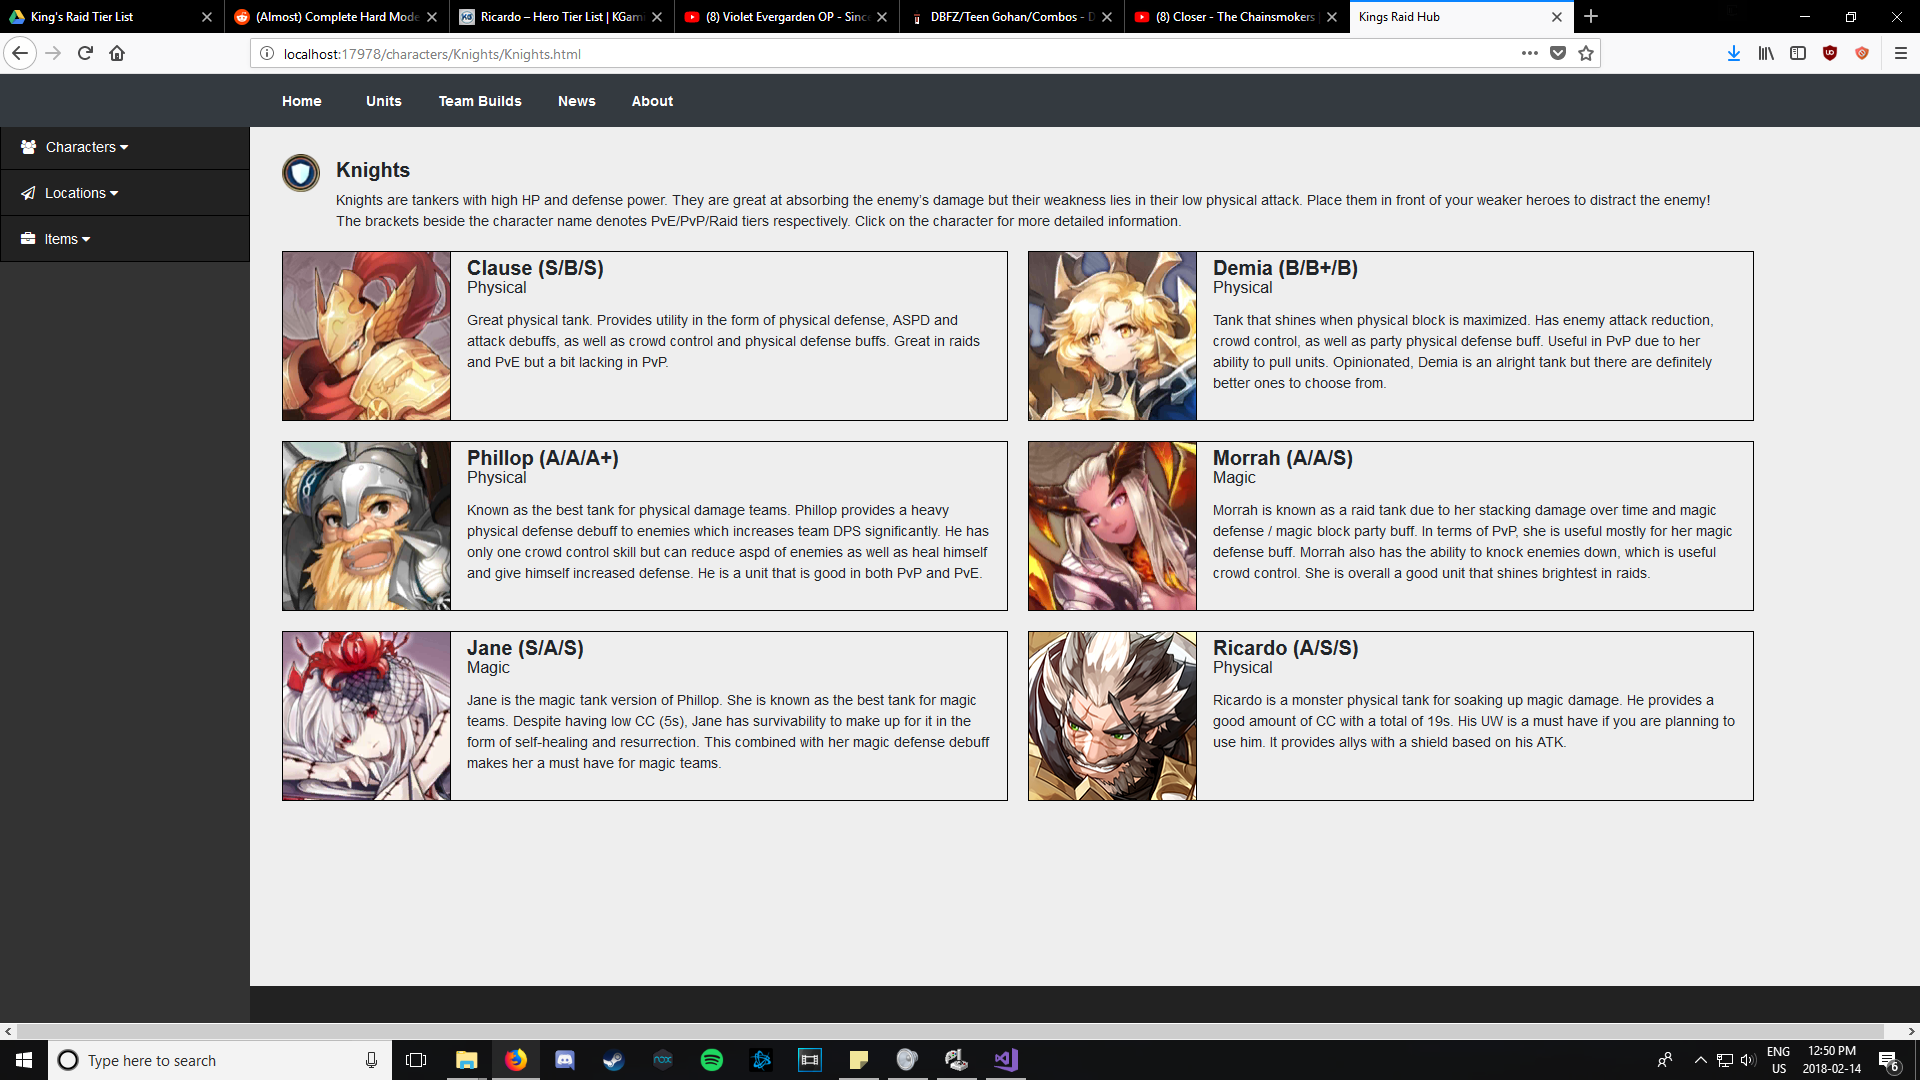 King's Raid Tier List
(Almost) Complete Hard Mode
Ricardo – Hero Tier List | KGami
(8) Violet Evergarden OP - Since
DBFZ/Teen Gohan/Combos - D
(8) Closer - The Chainsmokers
Kings Raid Hub
localhost:17978/characters/Knights/Knights.html
Home
Units
Team Builds
News
About
Characters
Locations
Items
Knights
Knights are tankers with high HP and defense power. They are great at absorbing the enemy's damage but their weakness lies in their low physical attack. Place them in front of your weaker heroes to distract the enemy!
The brackets beside the character name denotes PvE/PvP/Raid tiers respectively. Click on the character for more detailed information.
Clause (S/B/S)
Physical
Great physical tank. Provides utility in the form of physical defense, ASPD and
attack debuffs, as well as crowd control and physical defense buffs. Great in raids
and PvE but a bit lacking in PvP.
Demia (B/B+/B)
Physical
Tank that shines when physical block is maximized. Has enemy attack reduction,
crowd control, as well as party physical defense buff. Useful in PvP due to her
ability to pull units. Opinionated, Demia is an alright tank but there are definitely
better ones to choose from.
Phillop (A/A/A+)
Physical
Known as the best tank for physical damage teams. Phillop provides a heavy
physical defense debuff to enemies which increases team DPS significantly. He has
only one crowd control skill but can reduce aspd of enemies as well as heal himself
and give himself increased defense. He is a unit that is good in both PvP and PvE.
Morrah (A/A/S)
Magic
Morrah is known as a raid tank due to her stacking damage over time and magic
defense / magic block party buff. In terms of PvP, she is useful mostly for her magic
defense buff. Morrah also has the ability to knock enemies down, which is useful
crowd control. She is overall a good unit that shines brightest in raids.
Jane (S/A/S)
Magic
Jane is the magic tank version of Phillop. She is known as the best tank for magic
teams. Despite having low CC (5s), Jane has survivability to make up for it in the
form of self-healing and resurrection. This combined with her magic defense debuff
makes her a must have for magic teams.
Ricardo (A/S/S)
Physical
Ricardo is a monster physical tank for soaking up magic damage. He provides a
good amount of CC with a total of 19s. His UW is a must have if you are planning to
use him. It provides allys with a shield based on his ATK.
Type here to search
ENG
US
12:50 PM
2018-02-14
6